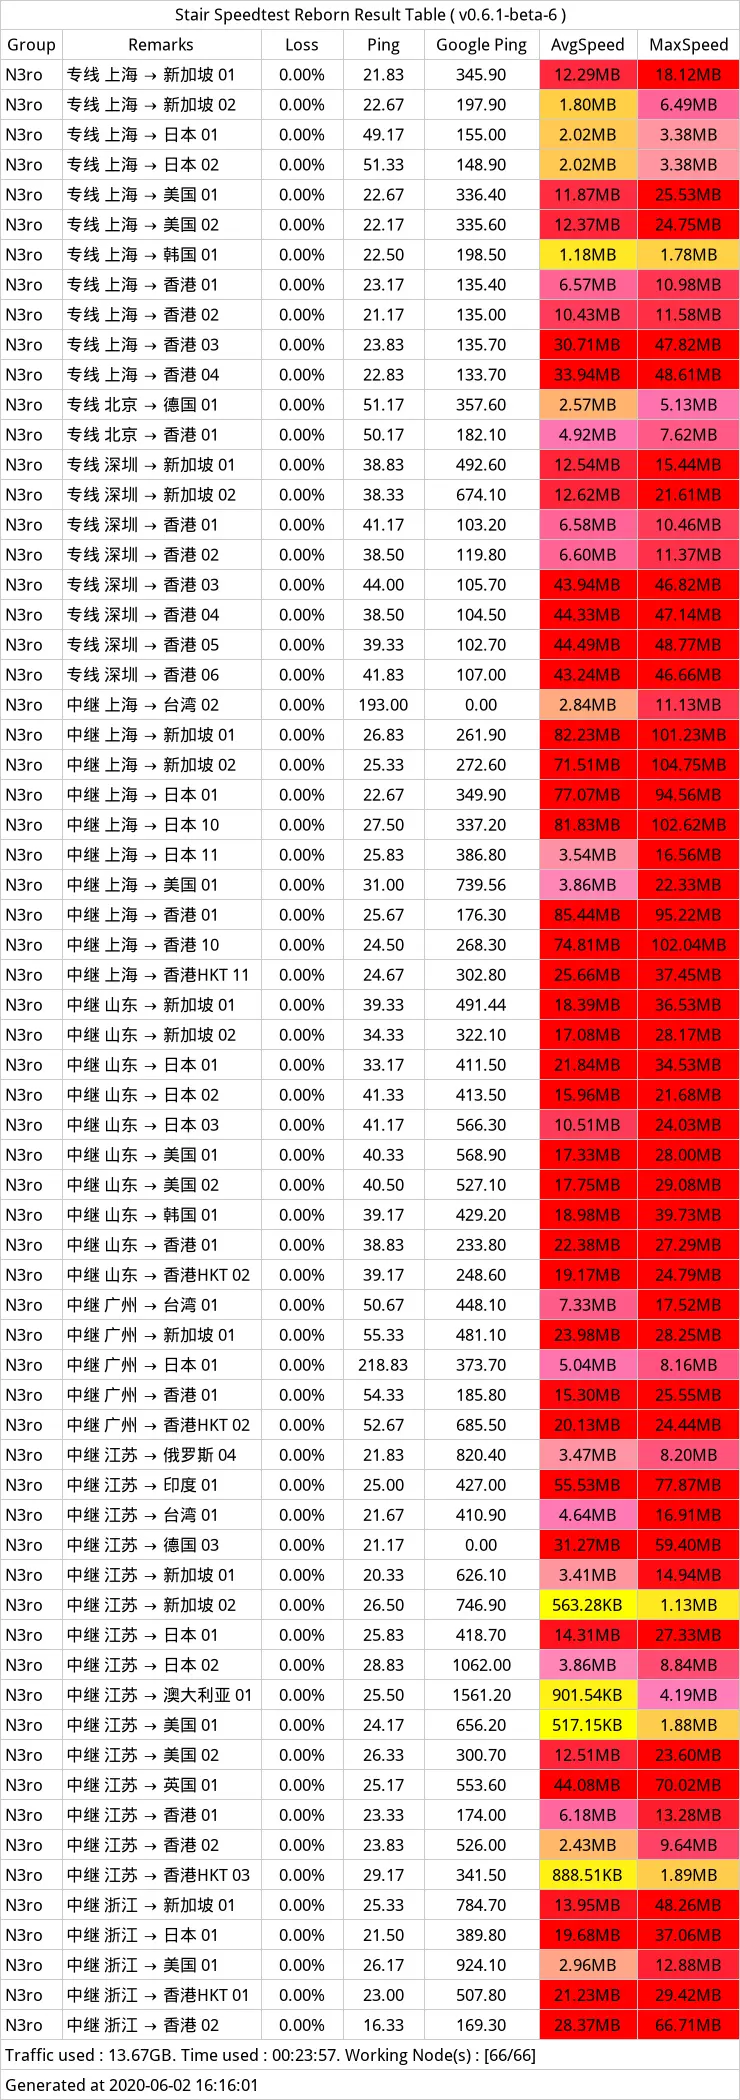 Stair Speedtest Reborn Result Table ( v0.6.1-beta-6 )
Group Remarks Loss Ping Google Ping AvgSpeed MaxSpeed
N3ro 专线 上海 → 新加坡 01 0.00% 21.83 345.90 12.29MB 18.12MB
N3ro 专线 上海 → 新加坡 02 0.00% 22.67 197.90 1.80MB 6.49MB
N3ro 专线 上海 → 日本 01 0.00% 49.17 155.00 2.02MB 3.38MB
N3ro 专线 上海 → 日本 02 0.00% 51.33 148.90 2.02MB 3.38MB
N3ro 专线 上海 → 美国 01 0.00% 22.67 336.40 11.87MB 25.53MB
N3ro 专线 上海 → 美国 02 0.00% 22.17 335.60 12.37MB 24.75MB
N3ro 专线 上海 → 韩国 01 0.00% 22.50 198.50 1.18MB 1.78MB
N3ro 专线 上海 → 香港 01 0.00% 23.17 135.40 6.57MB 10.98MB
N3ro 专线 上海 → 香港 02 0.00% 21.17 135.00 10.43MB 11.58MB
N3ro 专线 上海 → 香港 03 0.00% 23.83 135.70 30.71MB 47.82MB
N3ro 专线 上海 → 香港 04 0.00% 22.83 133.70 33.94MB 48.61MB
N3ro 专线 北京 → 德国 01 0.00% 51.17 357.60 2.57MB 5.13MB
N3ro 专线 北京 → 香港 01 0.00% 50.17 182.10 4.92MB 7.62MB
N3ro 专线 深圳 → 新加坡 01 0.00% 38.83 492.60 12.54MB 15.44MB
N3ro 专线 深圳 → 新加坡 02 0.00% 38.33 674.10 12.62MB 21.61MB
N3ro 专线 深圳 → 香港 01 0.00% 41.17 103.20 6.58MB 10.46MB
N3ro 专线 深圳 → 香港 02 0.00% 38.50 119.80 6.60MB 11.37MB
N3ro 专线 深圳 → 香港 03 0.00% 44.00 105.70 43.94MB 46.82MB
N3ro 专线 深圳 → 香港 04 0.00% 38.50 104.50 44.33MB 47.14MB
N3ro 专线 深圳 → 香港 05 0.00% 39.33 102.70 44.49MB 48.77MB
N3ro 专线 深圳 → 香港 06 0.00% 41.83 107.00 43.24MB 46.66MB
N3ro 中继 上海 → 台湾 02 0.00% 193.00 0.00 2.84MB 11.13MB
N3ro 中继 上海 → 新加坡 01 0.00% 26.83 261.90 82.23MB 101.23MB
N3ro 中继 上海 → 新加坡 02 0.00% 25.33 272.60 71.51MB 104.75MB
N3ro 中继 上海 → 日本 01 0.00% 22.67 349.90 77.07MB 94.56MB
N3ro 中继 上海 → 日本 10 0.00% 27.50 337.20 81.83MB 102.62MB
N3ro 中继 上海 → 日本 11 0.00% 25.83 386.80 3.54MB 16.56MB
N3ro 中继 上海 → 美国 01 0.00% 31.00 739.56 3.86MB 22.33MB
N3ro 中继 上海 → 香港 01 0.00% 25.67 176.30 85.44MB 95.22MB
N3ro 中继 上海 → 香港 10 0.00% 24.50 268.30 74.81MB 102.04MB
N3ro 中继 上海 → 香港HKT 11 0.00% 24.67 302.80 25.66MB 37.45MB
N3ro 中继 山东 → 新加坡 01 0.00% 39.33 491.44 18.39MB 36.53MB
N3ro 中继 山东 → 新加坡 02 0.00% 34.33 322.10 17.08MB 28.17MB
N3ro 中继 山东 → 日本 01 0.00% 33.17 411.50 21.84MB 34.53MB
N3ro 中继 山东 → 日本 02 0.00% 41.33 413.50 15.96MB 21.68MB
N3ro 中继 山东 → 日本 03 0.00% 41.17 566.30 10.51MB 24.03MB
N3ro 中继 山东 → 美国 01 0.00% 40.33 568.90 17.33MB 28.00MB
N3ro 中继 山东 → 美国 02 0.00% 40.50 527.10 17.75MB 29.08MB
N3ro 中继 山东 → 韩国 01 0.00% 39.17 429.20 18.98MB 39.73MB
N3ro 中继 山东 → 香港 01 0.00% 38.83 233.80 22.38MB 27.29MB
N3ro 中继 山东 → 香港HKT 02 0.00% 39.17 248.60 19.17MB 24.79MB
N3ro 中继 广州 → 台湾 01 0.00% 50.67 448.10 7.33MB 17.52MB
N3ro 中继 广州 → 新加坡 01 0.00% 55.33 481.10 23.98MB 28.25MB
N3ro 中继 广州 → 日本 01 0.00% 218.83 373.70 5.04MB 8.16MB
N3ro 中继 广州 → 香港 01 0.00% 54.33 185.80 15.30MB 25.55MB
N3ro 中继 广州 → 香港HKT 02 0.00% 52.67 685.50 20.13MB 24.44MB
N3ro 中继 江苏 → 俄罗斯 04 0.00% 21.83 820.40 3.47MB 8.20MB
N3ro 中继 江苏 → 印度 01 0.00% 25.00 427.00 55.53MB 77.87MB
N3ro 中继 江苏 → 台湾 01 0.00% 21.67 410.90 4.64MB 16.91MB
N3ro 中继 江苏 → 德国 03 0.00% 21.17 0.00 31.27MB 59.40MB
N3ro 中继 江苏 → 新加坡 01 0.00% 20.33 626.10 3.41MB 14.94MB
N3ro 中继 江苏 → 新加坡 02 0.00% 26.50 746.90 563.28KB 1.13MB
N3ro 中继 江苏 → 日本 01 0.00% 25.83 418.70 14.31MB 27.33MB
N3ro 中继 江苏 → 日本 02 0.00% 28.83 1062.00 3.86MB 8.84MB
N3ro 中继 江苏 → 澳大利亚 01 0.00% 25.50 1561.20 901.54KB 4.19MB
N3ro 中继 江苏 → 美国 01 0.00% 24.17 656.20 517.15KB 1.88MB
N3ro 中继 江苏 → 美国 02 0.00% 26.33 300.70 12.51MB 23.60MB
N3ro 中继 江苏 → 英国 01 0.00% 25.17 553.60 44.08MB 70.02MB
N3ro 中继 江苏 → 香港 01 0.00% 23.33 174.00 6.18MB 13.28MB
N3ro 中继 江苏 → 香港 02 0.00% 23.83 526.00 2.43MB 9.64MB
N3ro 中继 江苏 → 香港HKT 03 0.00% 29.17 341.50 888.51KB 1.89MB
N3ro 中继 浙江 → 新加坡 01 0.00% 25.33 784.70 13.95MB 48.26MB
N3ro 中继 浙江 → 日本 01 0.00% 21.50 389.80 19.68MB 37.06MB
N3ro 中继 浙江 → 美国 01 0.00% 26.17 924.10 2.96MB 12.88MB
N3ro 中继 浙江 → 香港HKT 01 0.00% 23.00 507.80 21.23MB 29.42MB
N3ro 中继 浙江 → 香港 02 0.00% 16.33 169.30 28.37MB 66.71MB
Traffic used : 13.67GB. Time used : 00:23:57. Working Node(s) : [66/66]
Generated at 2020-06-02 16:16:01